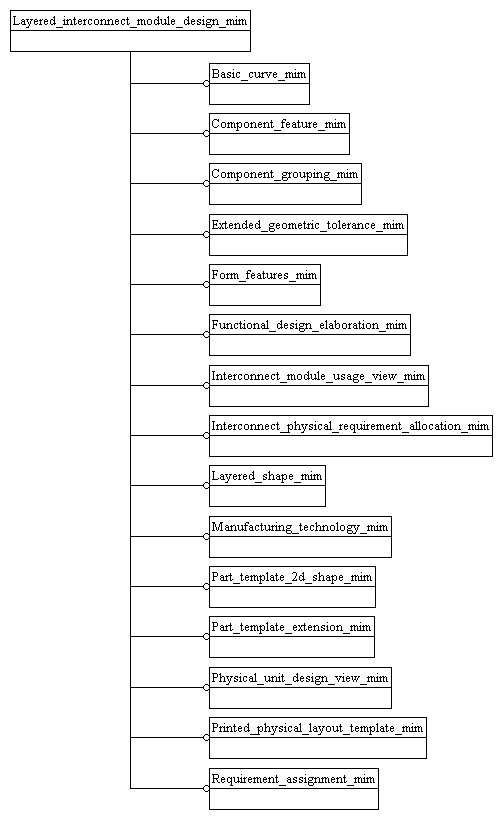 Layered_interconnect_module_design_mim
Basic_curve_mim
Component_feature_mim
Component_grouping_mim
Extended_geometric_tolerance_mim
Form_features_mim
Functional_design_elaboration_mim
Interconnect_module_usage_view_mim
Interconnect_physical_requirement_allocation_mim
Layered_shape_mim
Manufacturing_technology_mim
Part_template_2d_shape_mim
Part_template_extension_mim
Physical_unit_design_view_mim
Printed_physical_layout_template_mim
Requirement_assignment_mim